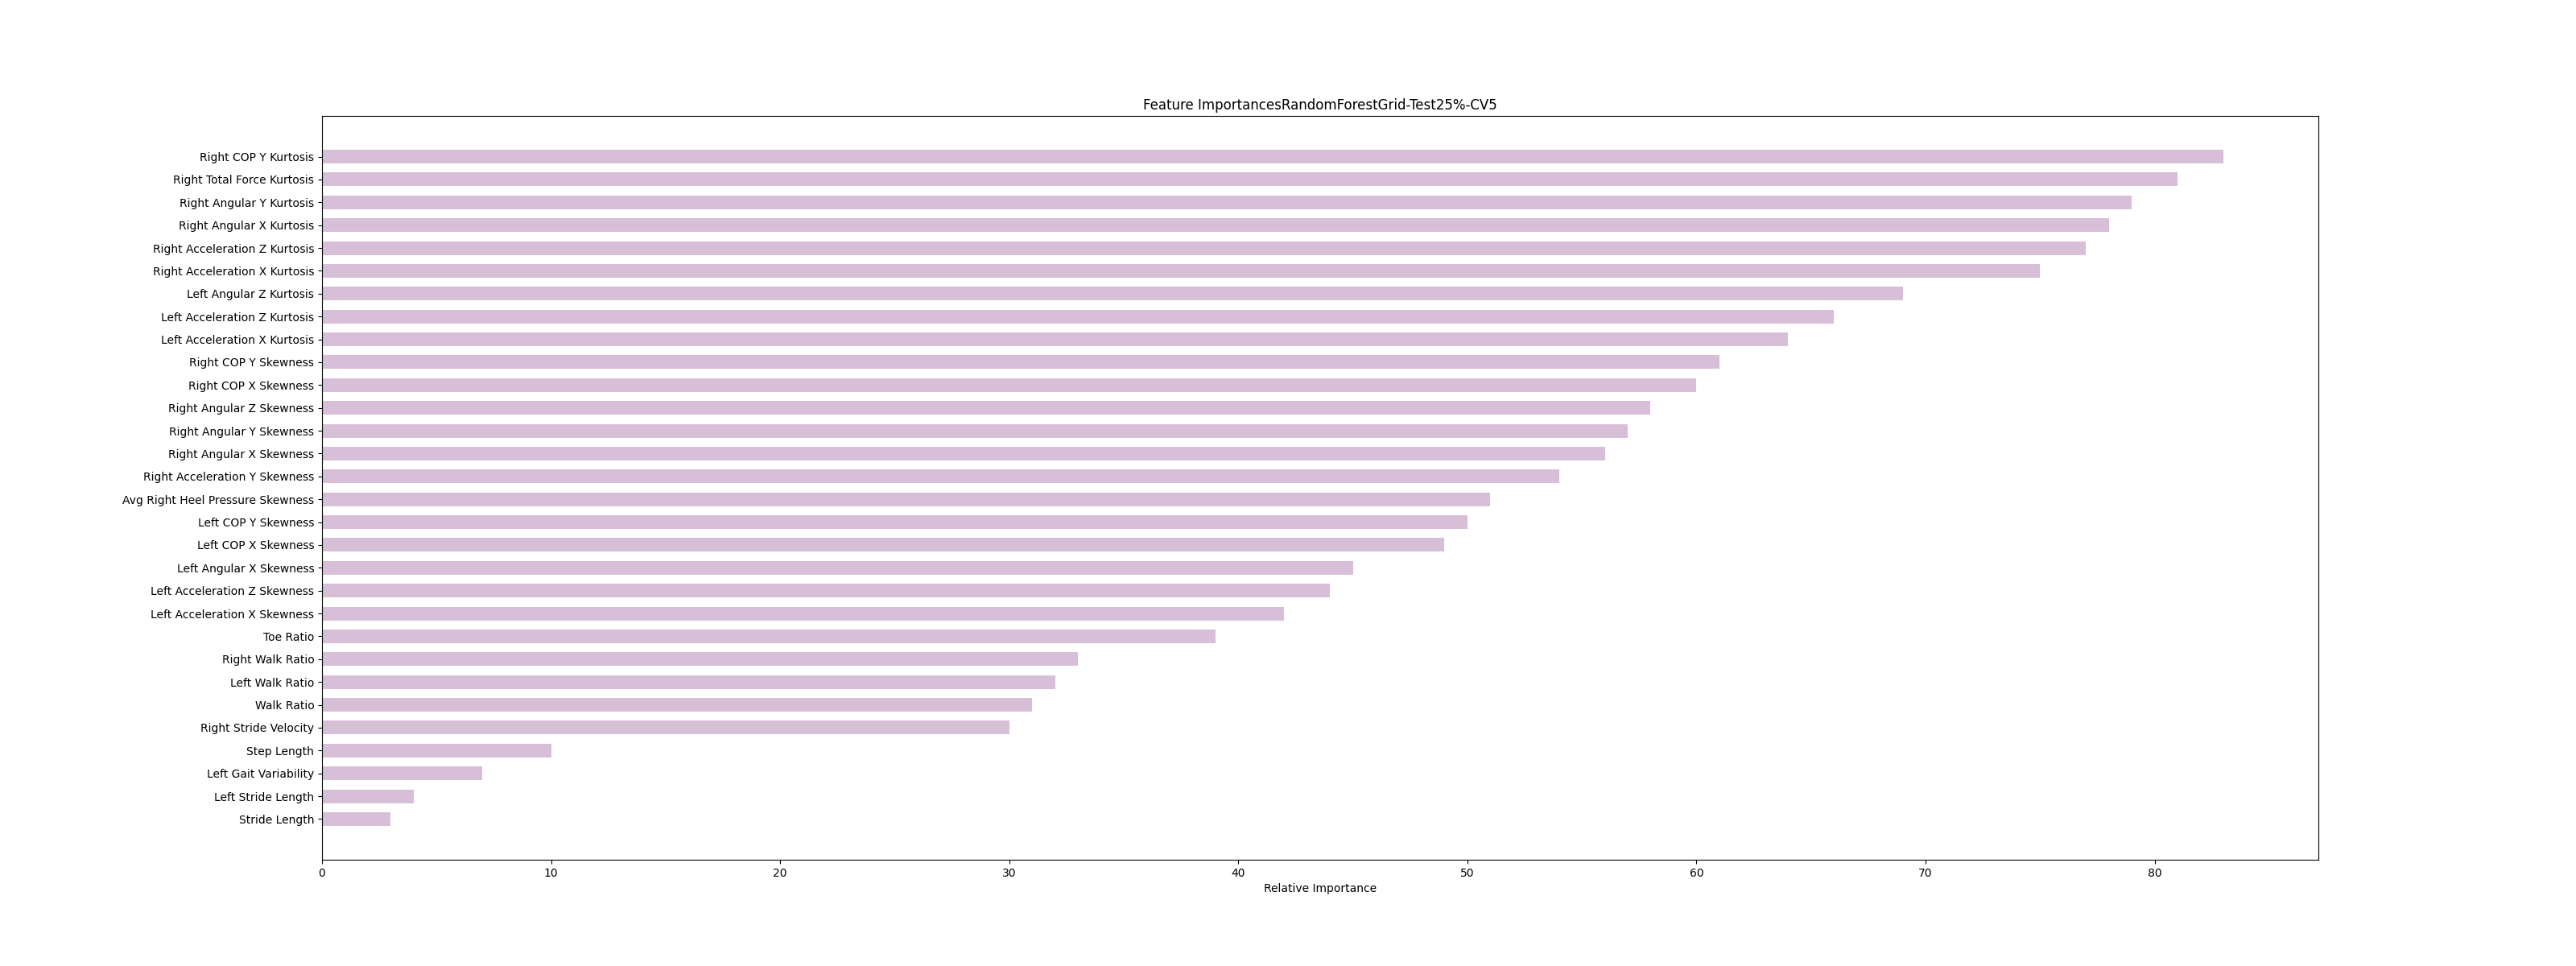 Feature ImportancesRandomForestGrid-Test25%-CV5
Right COP Y Kurtosis
Right Total Force Kurtosis
Right Angular Y Kurtosis
Right Angular X Kurtosis
Right Acceleration Z Kurtosis
Right Acceleration X Kurtosis
Left Angular Z Kurtosis
Left Acceleration Z Kurtosis
Left Acceleration X Kurtosis
Right COP Y Skewness
Right COP X Skewness
Right Angular Z Skewness
Right Angular Y Skewness
Right Angular X Skewness
Right Acceleration Y Skewness
Avg Right Heel Pressure Skewness
Left COP Y Skewness
Left COP X Skewness
Left Angular X Skewness
Left Acceleration Z Skewness
Left Acceleration X Skewness
Toe Ratio
Right Walk Ratio
Left Walk Ratio
Walk Ratio
Right Stride Velocity
Step Length
Left Gait Variability
Left Stride Length
Stride Length
0 10 20 30 40 50 60 70 80
Relative Importance